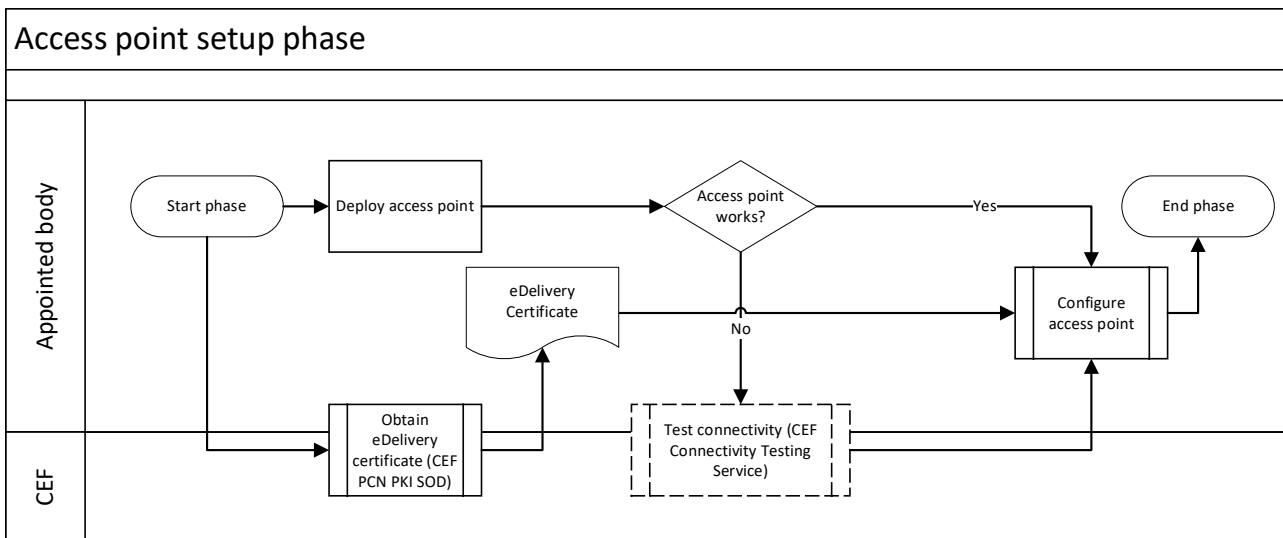 Access point setup phase
Appointed body
Start phase
Deploy access point
Access point
works?
Yes
End phase
eDelivery
Certificate
No
Configure
access point
CEF
Obtain
eDelivery
certificate (CEF
PCN PKI SOD)
Test connectivity (CEF
Connectivity Testing
Service)